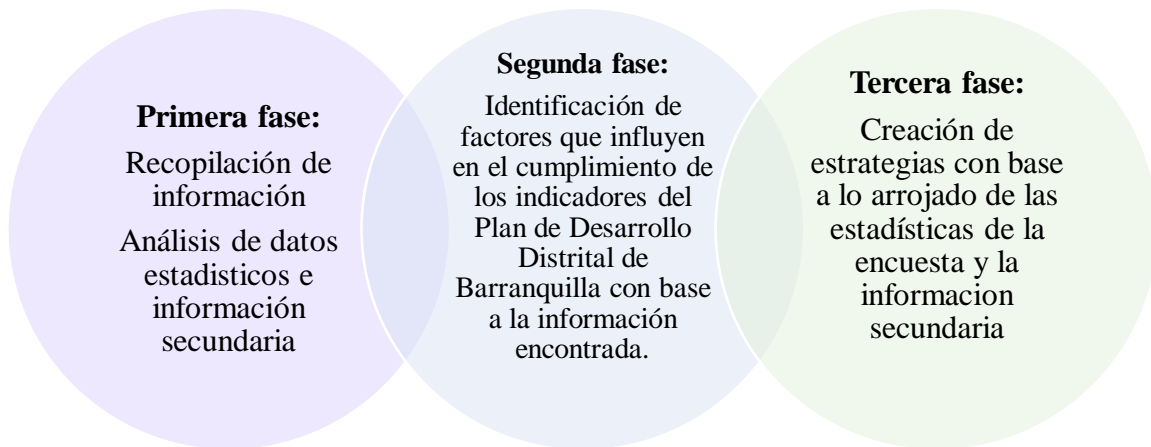 Primera fase:
Recopilación de
información
Análisis de datos
estadisticos e
información
secundaria
Segunda fase:
Identificación de
factores que influyen
en el cumplimiento de
los indicadores del
Plan de Desarrollo
Distrital de
Barranquilla con base
a la información
encontrada.
Tercera fase:
Creación de
estrategias con base
a lo arrojado de las
estadísticas de la
encuesta y la
informacion
secundaria